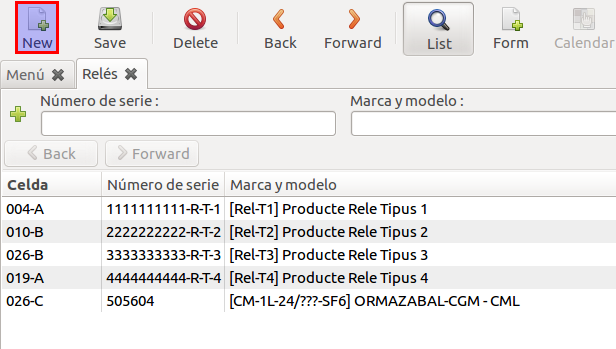 New Save Delete Back Forward List Form Calendar
Menú Relés
Número de serie : Marca y modelo :
Back Forward
Celda Número de serie Marca y modelo
004-A 1111111111-R-T-1 [Rel-T1] Producte Rele Tipus 1
010-B 2222222222-R-T-2 [Rel-T2] Producte Rele Tipus 2
026-B 3333333333-R-T-3 [Rel-T3] Producte Rele Tipus 3
019-A 4444444444-R-T-4 [Rel-T4] Producte Rele Tipus 4
026-C 505604 [CM-1L-24/???-SF6] ORMAZABAL-CGM - CML